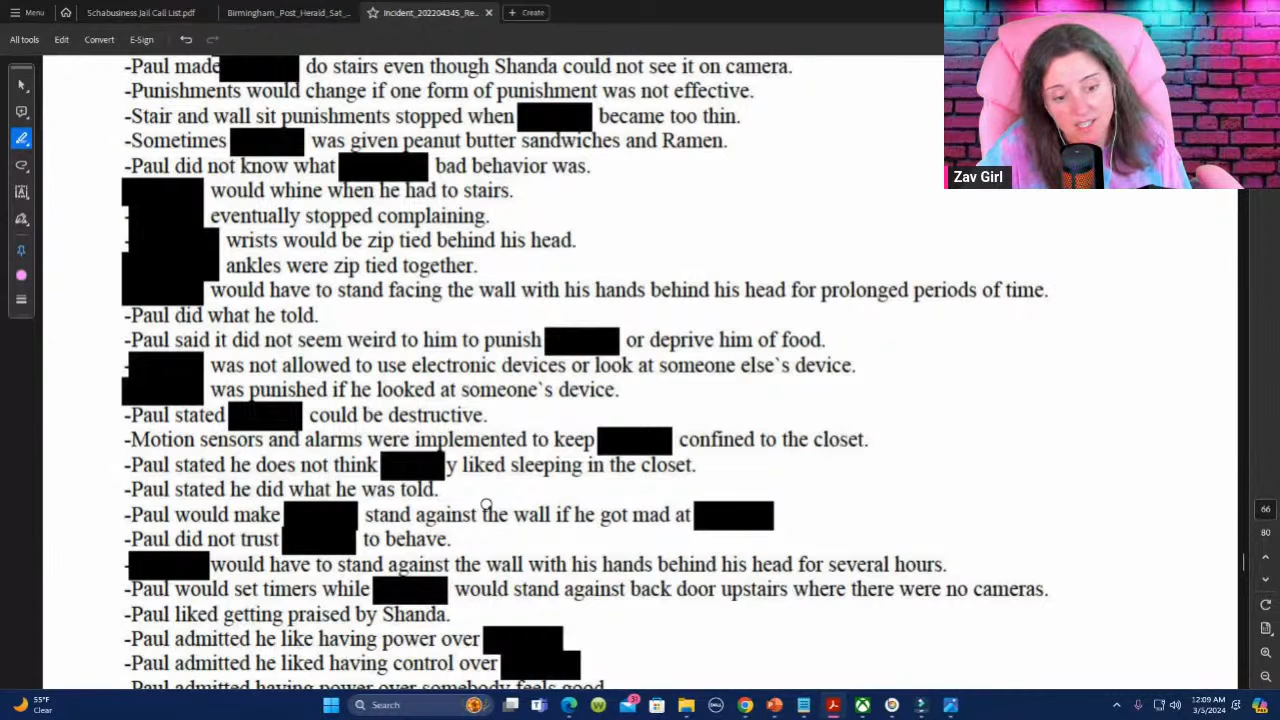 Menu
Schabusiness Jail Call List.pdf
Birmingham_Post_Herald_Sat_...
Incident_202204345_Re...
Create
All tools Edit Convert E-Sign
-Paul made do stairs even though Shanda could not see it on camera.
-Punishments would change if one form of punishment was not effective.
-Stair and wall sit punishments stopped when became too thin.
-Sometimes was given peanut butter sandwiches and Ramen.
-Paul did not know what bad behavior was.
would whine when he had to stairs.
eventually stopped complaining.
wrists would be zip tied behind his head.
ankles were zip tied together.
would have to stand facing the wall with his hands behind his head for prolonged periods of time.
-Paul did what he told.
-Paul said it did not seem weird to him to punish or deprive him of food.
was not allowed to use electronic devices or look at someone else`s device.
was punished if he looked at someone`s device.
-Paul stated could be destructive.
-Motion sensors and alarms were implemented to keep confined to the closet.
-Paul stated he does not think y liked sleeping in the closet.
-Paul stated he did what he was told.
-Paul would make stand against the wall if he got mad at
-Paul did not trust to behave.
would have to stand against the wall with his hands behind his head for several hours.
-Paul would set timers while would stand against back door upstairs where there were no cameras.
-Paul liked getting praised by Shanda.
-Paul admitted he like having power over
-Paul admitted he liked having control over
-Paul admitted having power over somebody feels good.
Zav Girl
66
80
55°F
Clear
Search
12:09 AM
3/5/2024